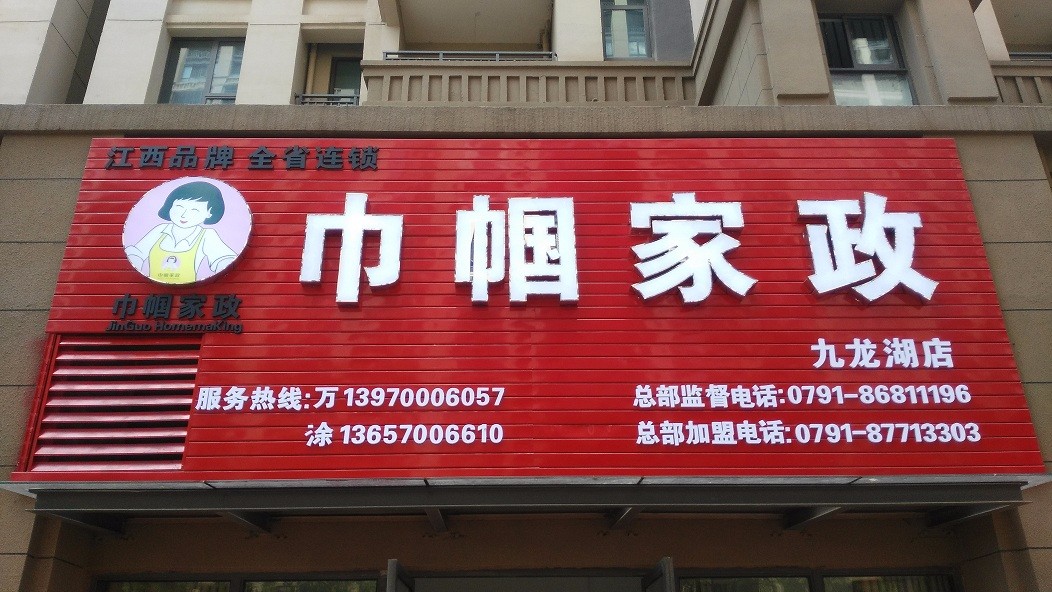 江西品牌 全省连锁
巾帼家政
巾帼家政
JinGuo HomemaKing
九龙湖店
服务热线:万 13970006057
涂 13657006610
总部监督电话:0791-86811196
总部加盟电话:0791-87713303